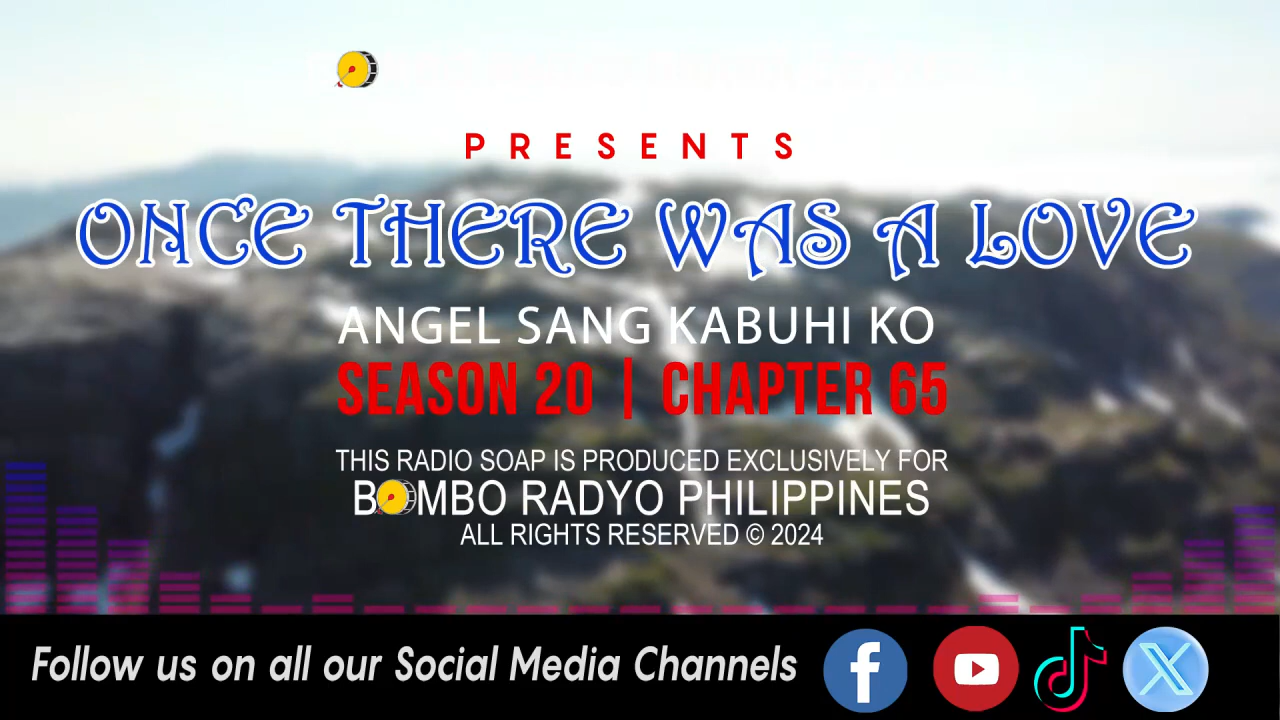 PRESENTS
ONCE THERE WAS A LOVE
ANGEL SANG KABUHI KO
SEASON 20 | CHAPTER 65
THIS RADIO SOAP IS PRODUCED EXCLUSIVELY FOR
BOMBO RADYO PHILIPPINES
ALL RIGHTS RESERVED © 2024
Follow us on all our Social Media Channels